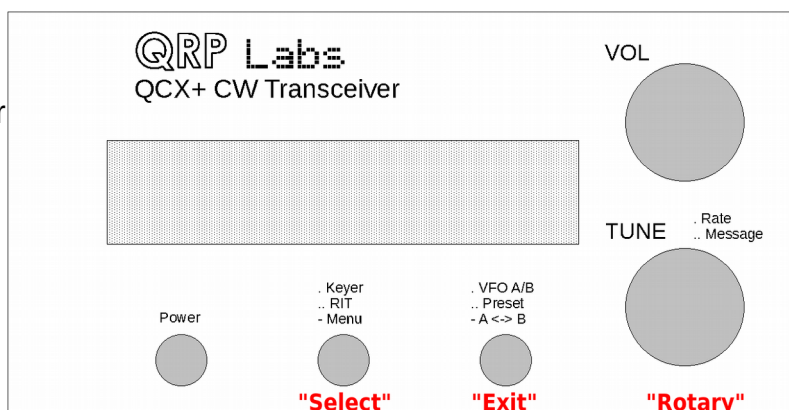 QRP Labs
QCX+ CW Transceiver
VOL
r
TUNE
. Rate
.. Message
Power
. Keyer
.. RIT
- Menu
. VFO A/B
.. Preset
- A <-> B
"Select"
"Exit"
"Rotary"